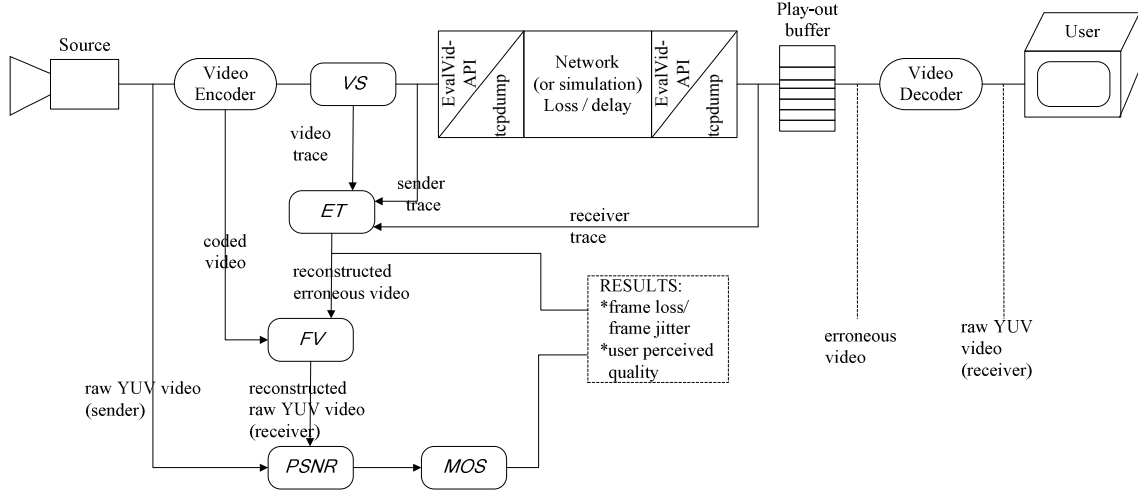 Source
Video
Encoder
VS
EvalVid-
API
tcpdump
Network
(or simulation)
Loss / delay
EvalVid-
API
tcpdump
Play-out
buffer
Video
Decoder
User
video
trace
sender
trace
ET
receiver
trace
coded
video
reconstructed
erroneous video
RESULTS:
*frame loss/
frame jitter
*user perceived
quality
erroneous
video
raw YUV
video
(receiver)
FV
raw YUV video
(sender)
reconstructed
raw YUV video
(receiver)
PSNR
MOS